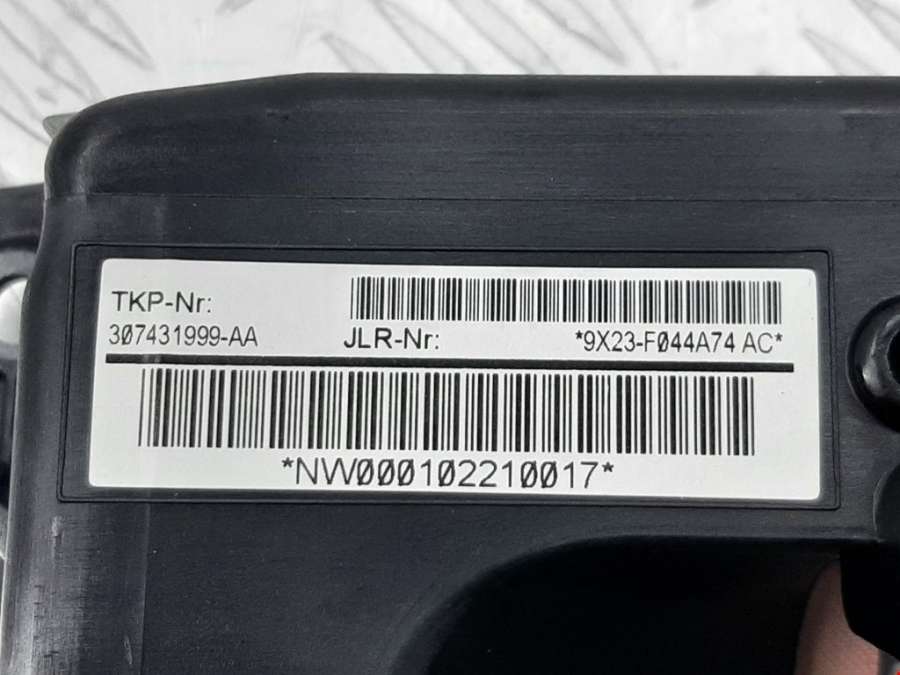 TKP-Nr:
307431999-AA
JLR-Nr:
*9X23-F044A74 AC*
*NW000102210017*